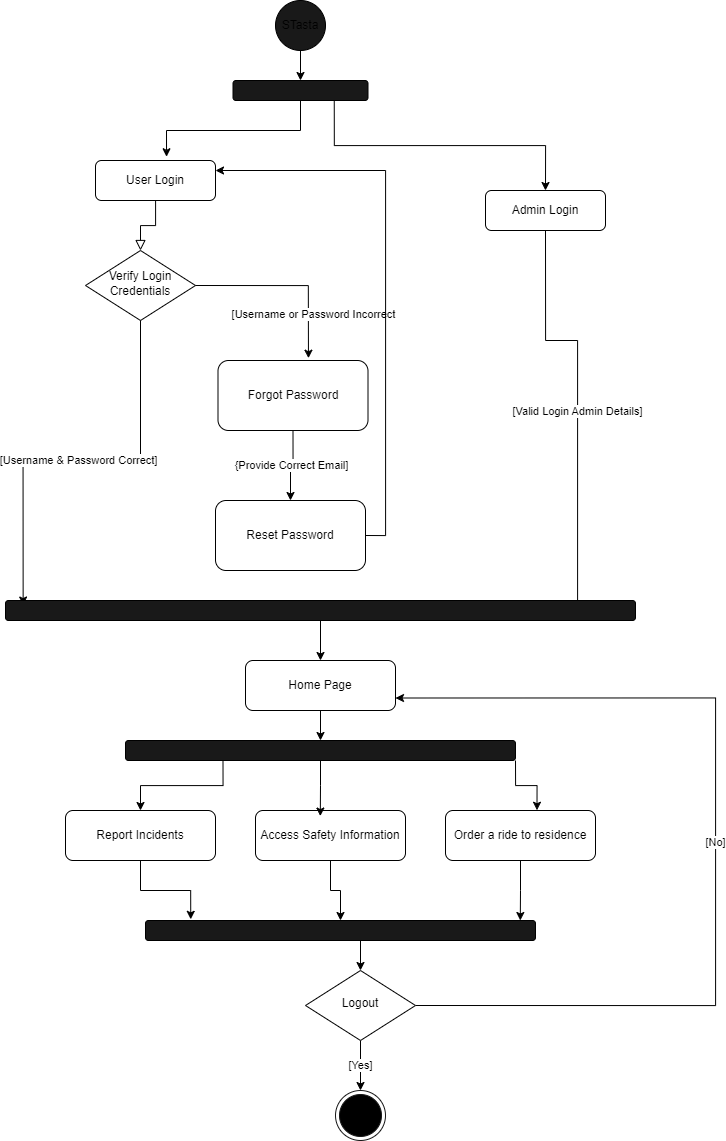 STasta
User Login
Admin Login
Verify Login
Credentials
[Username or Password Incorrect
Forgot Password
[Valid Login Admin Details]
[Username & Password Correct]
{Provide Correct Email]
Reset Password
Home Page
Report Incidents
Access Safety Information
Order a ride to residence
[No]
Logout
[Yes]